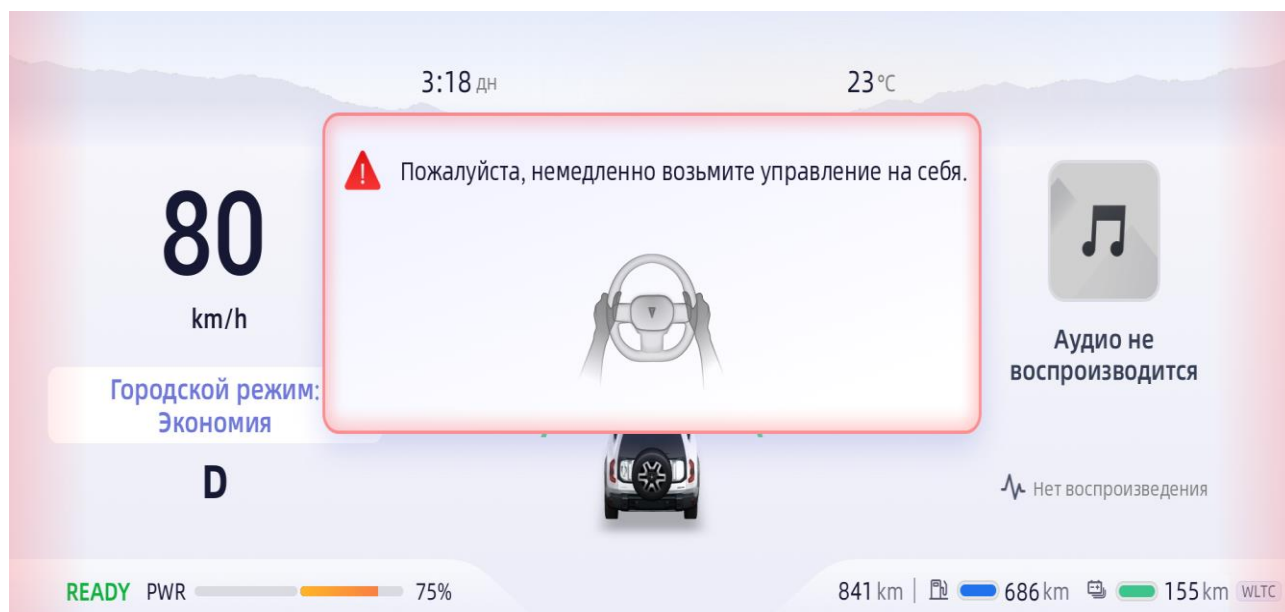 3:18 дн
23 °C
Пожалуйста, немедленно возьмите управление на себя.
80
km/h
Городской режим:
Экономия
D
Аудио не
воспроизводится
Нет воспроизведения
READY PWR 75%
841 km | 686 km 155 km WLTC